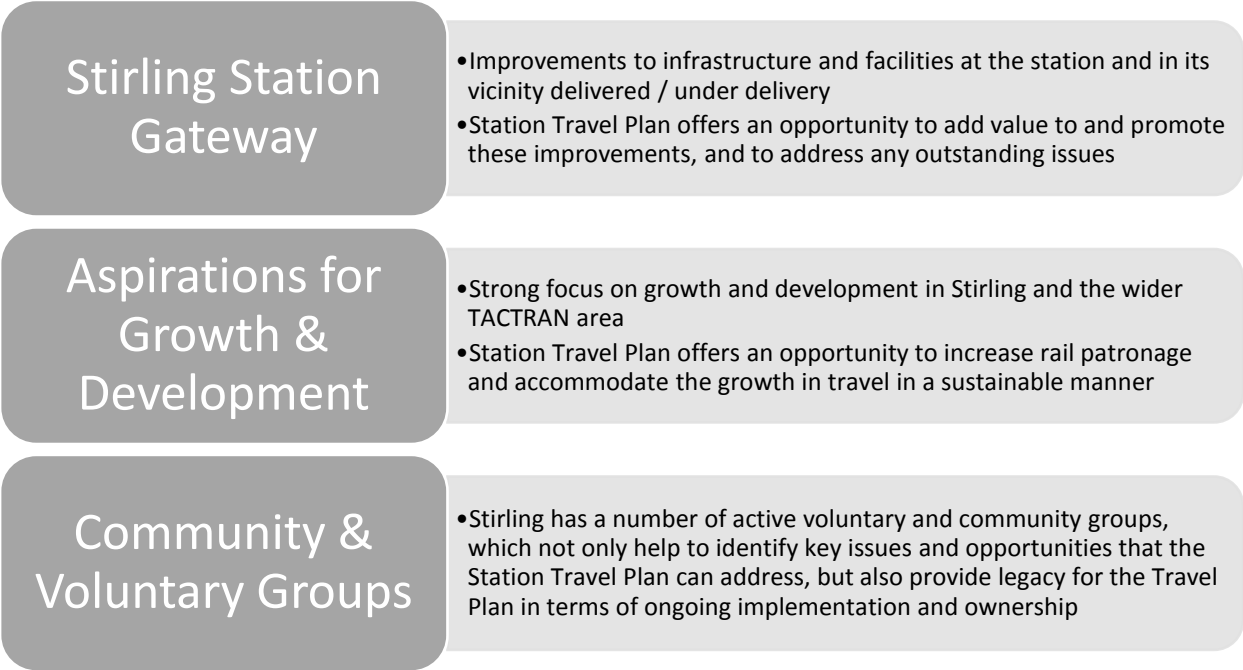 Stirling Station
Gateway
•Improvements to infrastructure and facilities at the station and in its
vicinity delivered / under delivery
•Station Travel Plan offers an opportunity to add value to and promote
these improvements, and to address any outstanding issues
Aspirations for
Growth &
Development
•Strong focus on growth and development in Stirling and the wider
TACTRAN area
•Station Travel Plan offers an opportunity to increase rail patronage
and accommodate the growth in travel in a sustainable manner
Community &
Voluntary Groups
•Stirling has a number of active voluntary and community groups,
which not only help to identify key issues and opportunities that the
Station Travel Plan can address, but also provide legacy for the Travel
Plan in terms of ongoing implementation and ownership